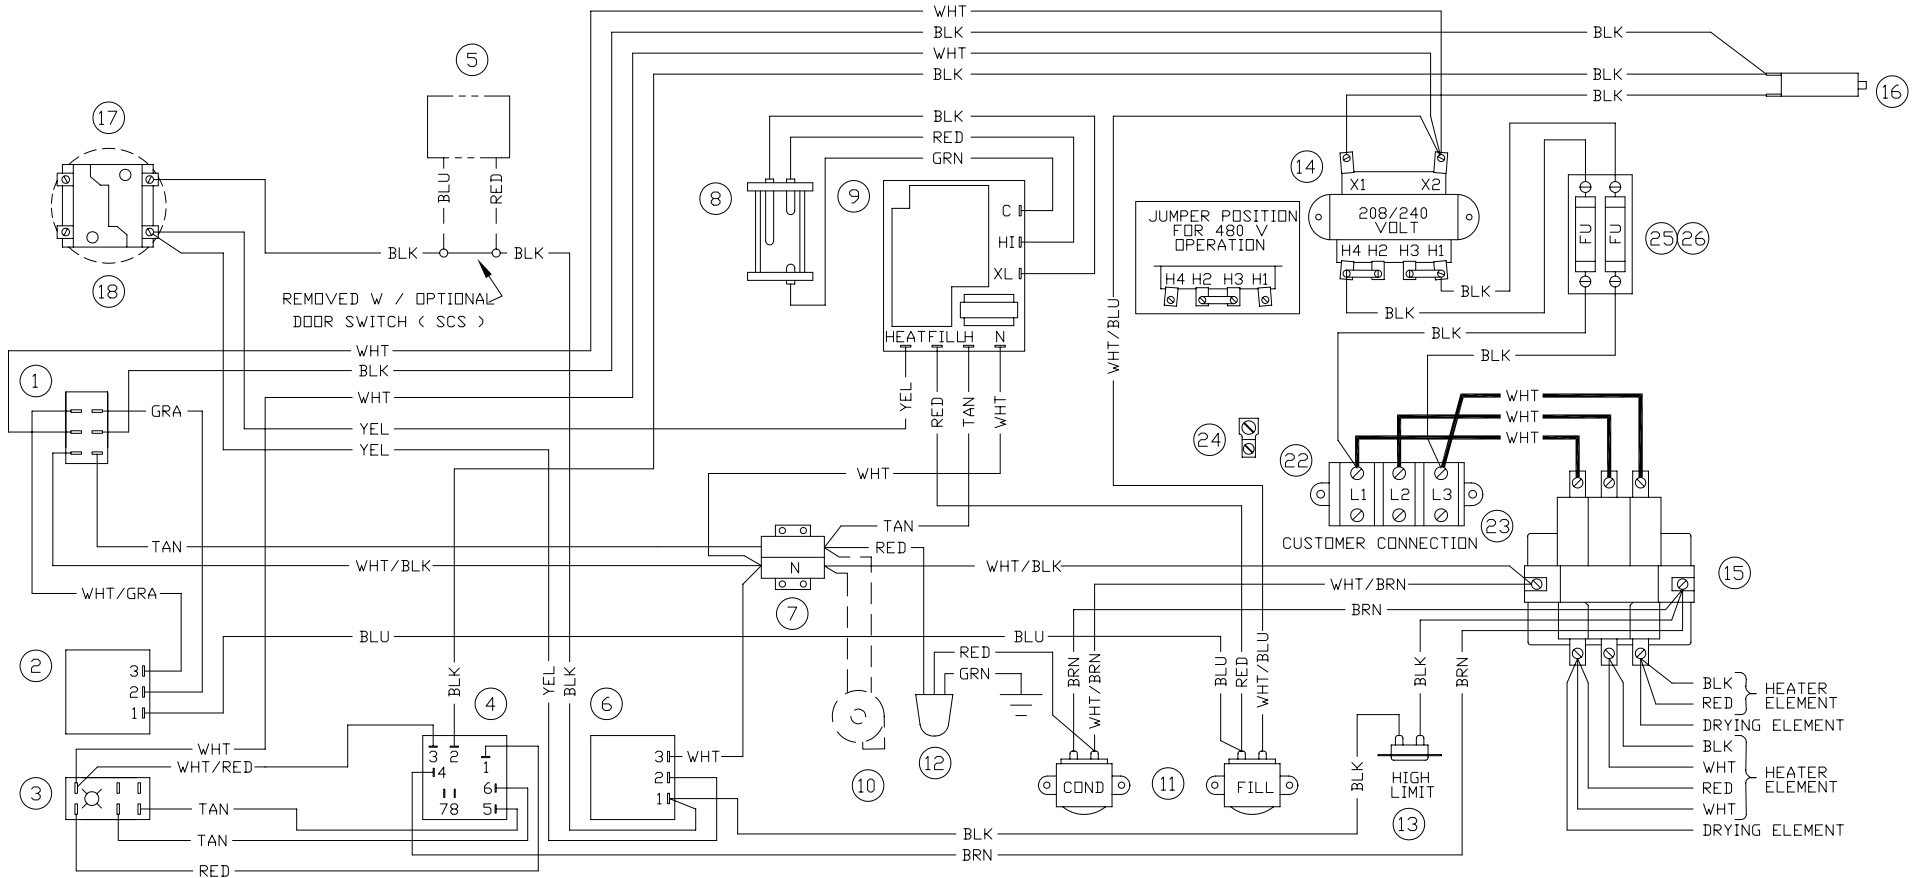 WHT
BLK
BLK
WHT
BLK
BLK
BLK
5
16
17
BLK
RED
GRN
14
X1 X2
8
9
BLU
RED
C
HI
XL
JUMPER POSITION
FOR 480 V
OPERATION
H4 H2 H3 H1
208/240
VOLT
H4 H2 H3 H1
FU FU
25 26
BLK
BLK
18
REMOVED W / OPTIONAL
DOOR SWITCH ( SCS )
BLK
BLK
BLK
BLK
HEAT FILL H N
WHT/BLU
WHT
BLK
1
WHT
GRA
YEL
YEL
YEL
RED
TAN
WHT
WHT
WHT
WHT
24
22
L1 L2 L3
23
CUSTOMER CONNECTION
WHT
TAN
RED
TAN
WHT/BLK
N
7
WHT/BLK
WHT/BRN
BRN
15
WHT/GRA
BLU
BLU
2
3
2
1
BLK
4
YEL
BLK
6
RED
GRN
BRN
WHT/BRN
BLU
RED
WHT/BLU
BLK
BRN
BLK
RED
HEATER
ELEMENT
DRYING ELEMENT
BLK
WHT
RED
WHT
HEATER
ELEMENT
DRYING ELEMENT
WHT
WHT/RED
3
TAN
TAN
RED
3 2 1
4
6
78 5
3
2
1
WHT
10
12
COND
11
FILL
BLK
HIGH
LIMIT
13
BLK
BRN